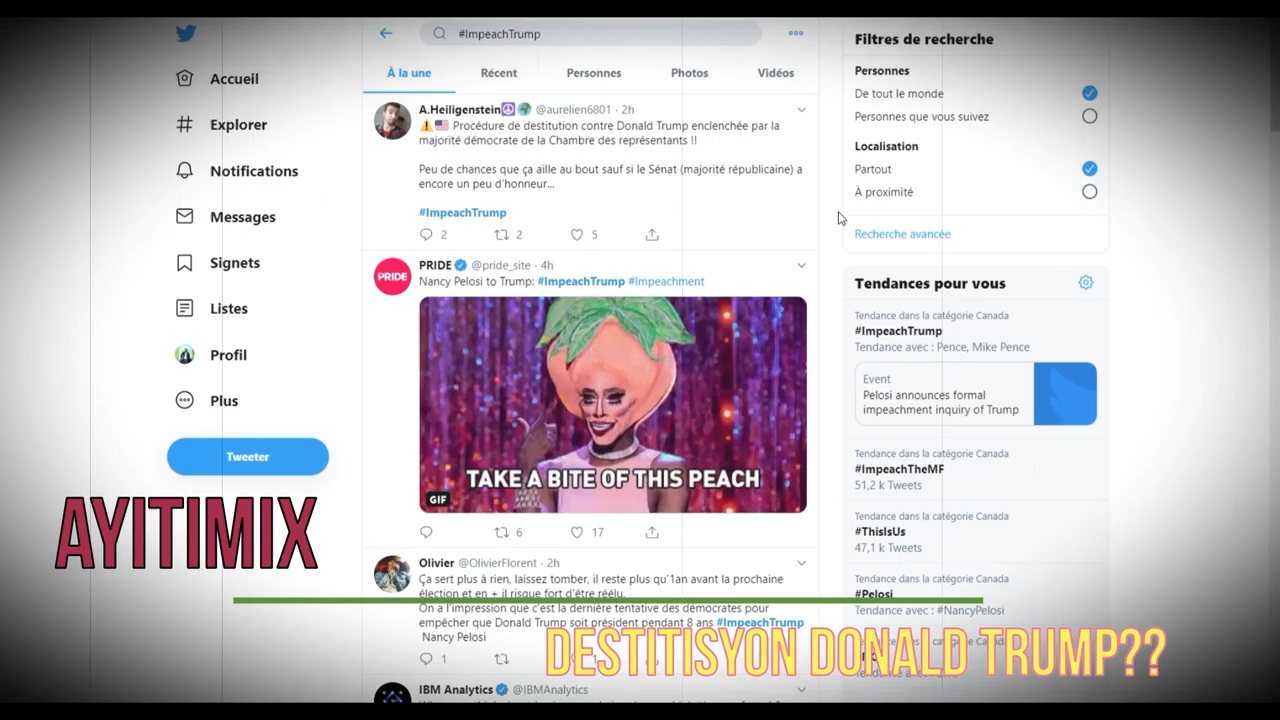 #ImpeachTrump
À la une
Récent
Personnes
Photos
Vidéos
Accueil
Explorer
Notifications
Messages
Signets
Listes
Profil
Plus
Tweeter
A.Heiligenstein @aurelien6801 · 2h
Procédure de destitution contre Donald Trump enclenchée par la
majorité démocrate de la Chambre des représentants !!
Peu de chances que ça aille au bout sauf si le Sénat (majorité républicaine) a
encore un peu d'honneur...
#ImpeachTrump
2
2
5
PRIDE
PRIDE @pride_site · 4h
Nancy Pelosi to Trump: #ImpeachTrump #Impeachment
TAKE A BITE OF THIS PEACH
GIF
6
17
Olivier @OlivierFlorent · 2h
Ça sert plus à rien, laissez tomber, il reste plus qu'1an avant la prochaine
élection et en + il risque fort d'être réélu.
On a l'impression que c'est la dernière tentative des démocrates pour
empêcher que Donald Trump soit président pendant 8 ans #ImpeachTrump
Nancy Pelosi
1
IBM Analytics @IBMAnalytics
Filtres de recherche
Personnes
De tout le monde
Personnes que vous suivez
Localisation
Partout
À proximité
Recherche avancée
Tendances pour vous
Tendance dans la catégorie Canada
#ImpeachTrump
Tendance avec : Pence, Mike Pence
Event
Pelosi announces formal
impeachment inquiry of Trump
Tendance dans la catégorie Canada
#ImpeachTheMF
51,2 k Tweets
Tendance dans la catégorie Canada
#ThisIsUs
47,1 k Tweets
Tendance dans la catégorie Canada
#Pelosi
Tendance avec : #NancyPelosi
AYITIMIX
DESTITISYON DONALD TRUMP??